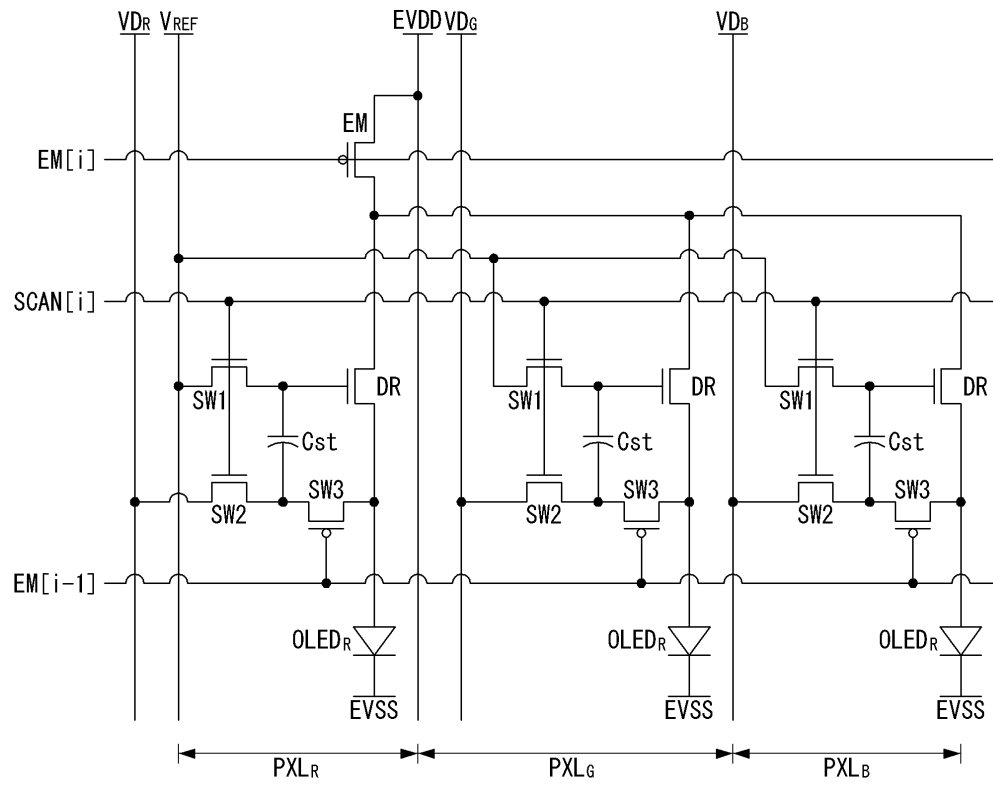 VDR VREF EVDD VDG VDB
EM
EM[i]
SCAN[i]
SW1 DR SW1 DR SW1 DR
Cst Cst Cst
SW2 SW3 SW2 SW3 SW2 SW3
EM[i-1]
OLEDR OLEDR OLEDR
EVSS EVSS EVSS
PXLR PXLG PXLB